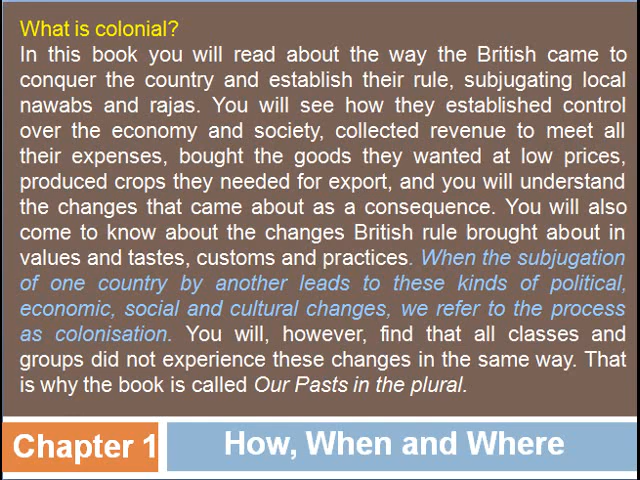 What is colonial?
In this book you will read about the way the British came to
conquer the country and establish their rule, subjugating local
nawabs and rajas. You will see how they established control
over the economy and society, collected revenue to meet all
their expenses, bought the goods they wanted at low prices,
produced crops they needed for export, and you will understand
the changes that came about as a consequence. You will also
come to know about the changes British rule brought about in
values and tastes, customs and practices. When the subjugation
of one country by another leads to these kinds of political,
economic, social and cultural changes, we refer to the process
as colonisation. You will, however, find that all classes and
groups did not experience these changes in the same way. That
is why the book is called Our Pasts in the plural.
Chapter 1
How, When and Where